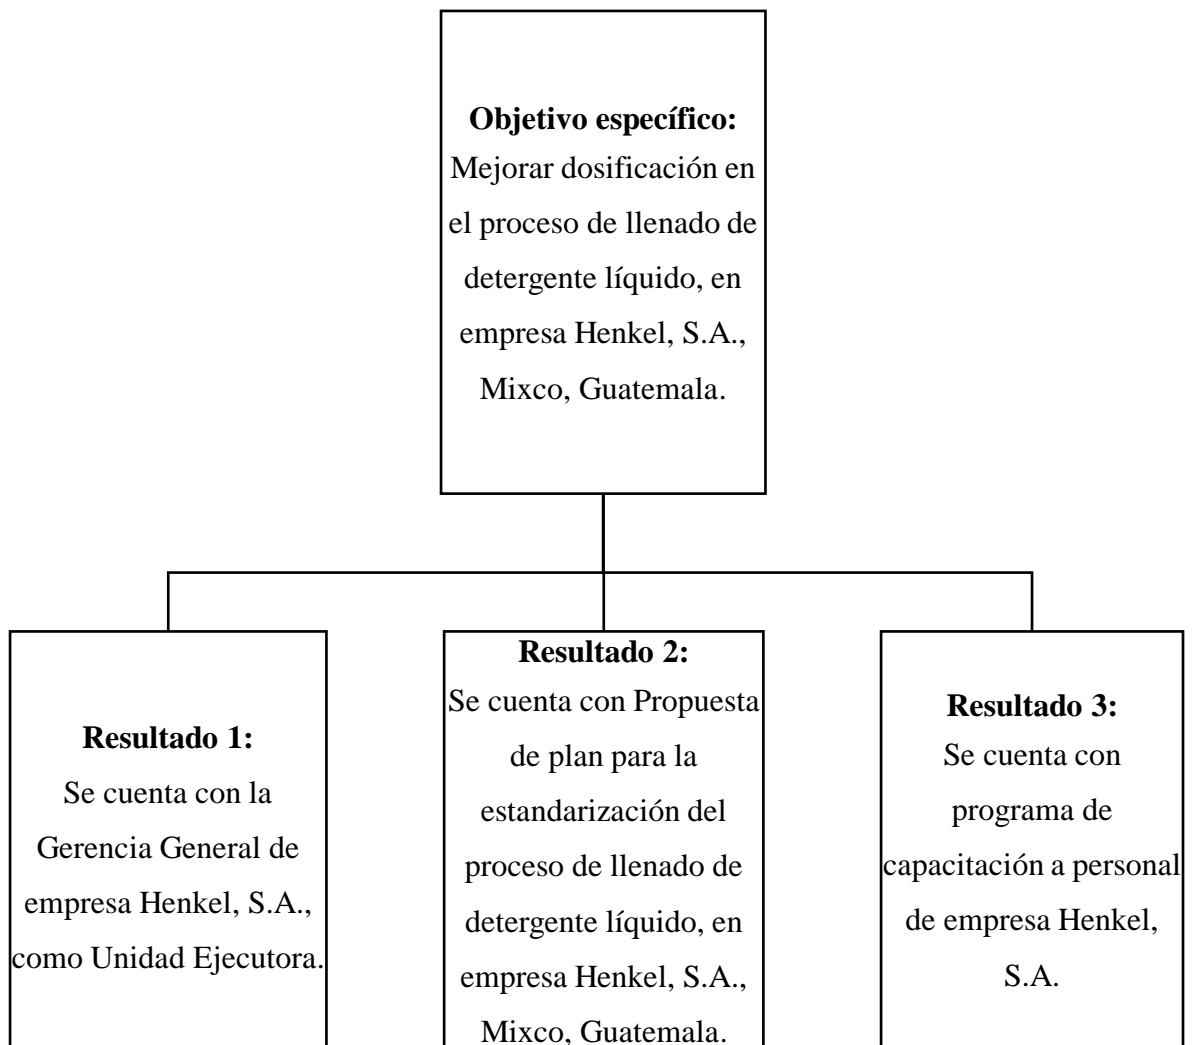 Objetivo específico:
Mejorar dosificación en
el proceso de llenado de
detergente líquido, en
empresa Henkel, S.A.,
Mixco, Guatemala.
Resultado 1:
Se cuenta con la
Gerencia General de
empresa Henkel, S.A.,
como Unidad Ejecutora.
Resultado 2:
Se cuenta con Propuesta
de plan para la
estandarización del
proceso de llenado de
detergente líquido, en
empresa Henkel, S.A.,
Mixco, Guatemala.
Resultado 3:
Se cuenta con
programa de
capacitación a personal
de empresa Henkel,
S.A.